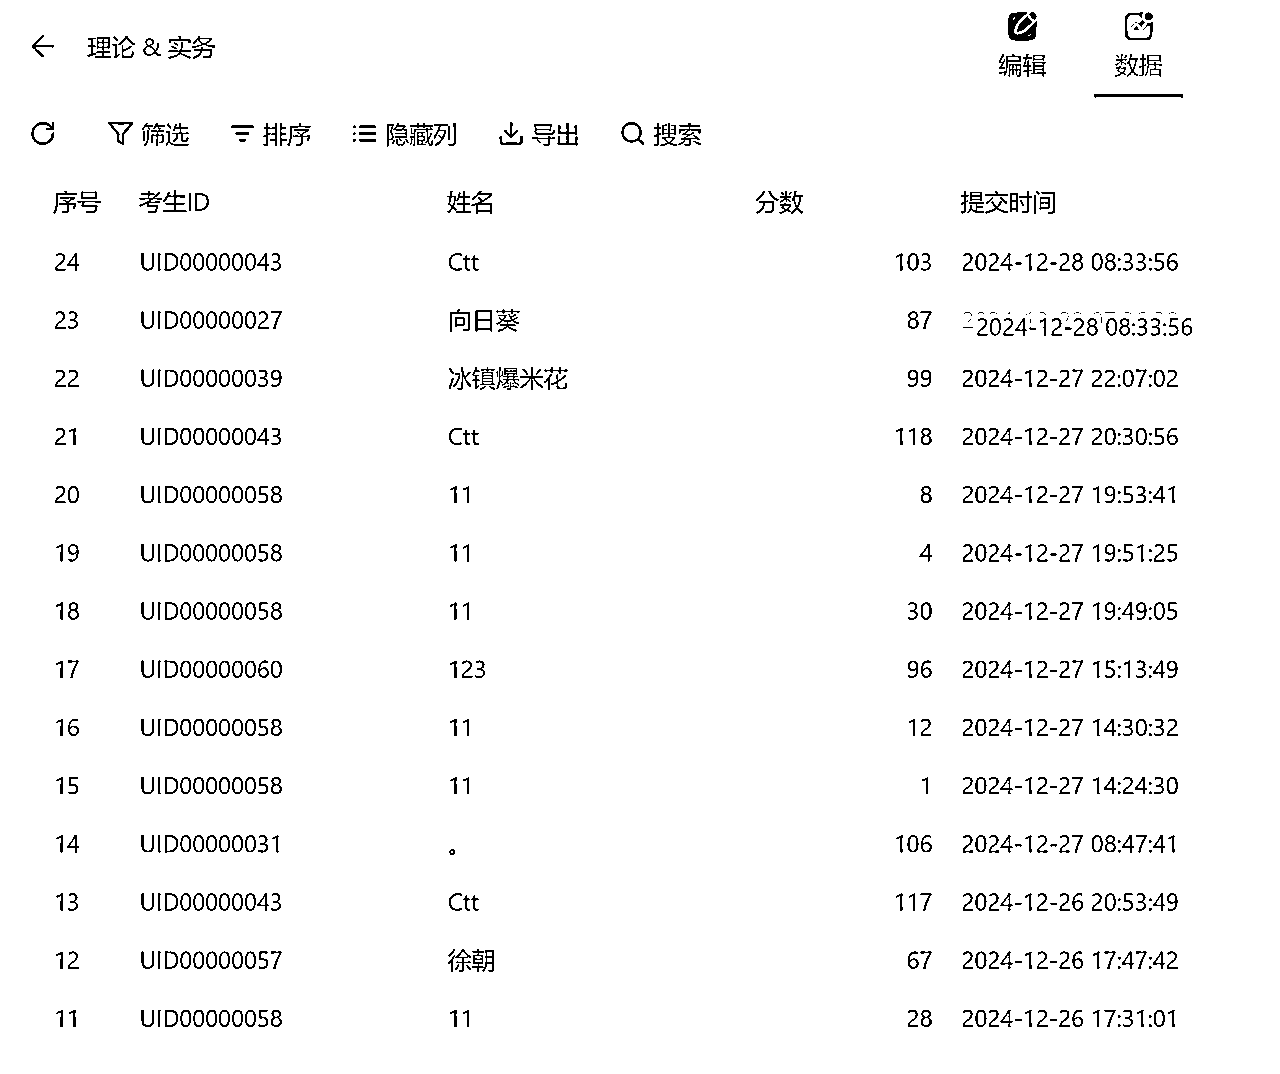 理论 & 实务
编辑
数据
筛选 排序 隐藏列 导出 搜索
序号 考生ID 姓名 分数 提交时间
24 UID00000043 Ctt 103 2024-12-28 08:33:56
23 UID00000027 向日葵 87 2024-12-28 08:33:56
22 UID00000039 冰镇爆米花 99 2024-12-27 22:07:02
21 UID00000043 Ctt 118 2024-12-27 20:30:56
20 UID00000058 11 8 2024-12-27 19:53:41
19 UID00000058 11 4 2024-12-27 19:51:25
18 UID00000058 11 30 2024-12-27 19:49:05
17 UID00000060 123 96 2024-12-27 15:13:49
16 UID00000058 11 12 2024-12-27 14:30:32
15 UID00000058 11 1 2024-12-27 14:24:30
14 UID00000031 。 106 2024-12-27 08:47:41
13 UID00000043 Ctt 117 2024-12-26 20:53:49
12 UID00000057 徐朝 67 2024-12-26 17:47:42
11 UID00000058 11 28 2024-12-26 17:31:01